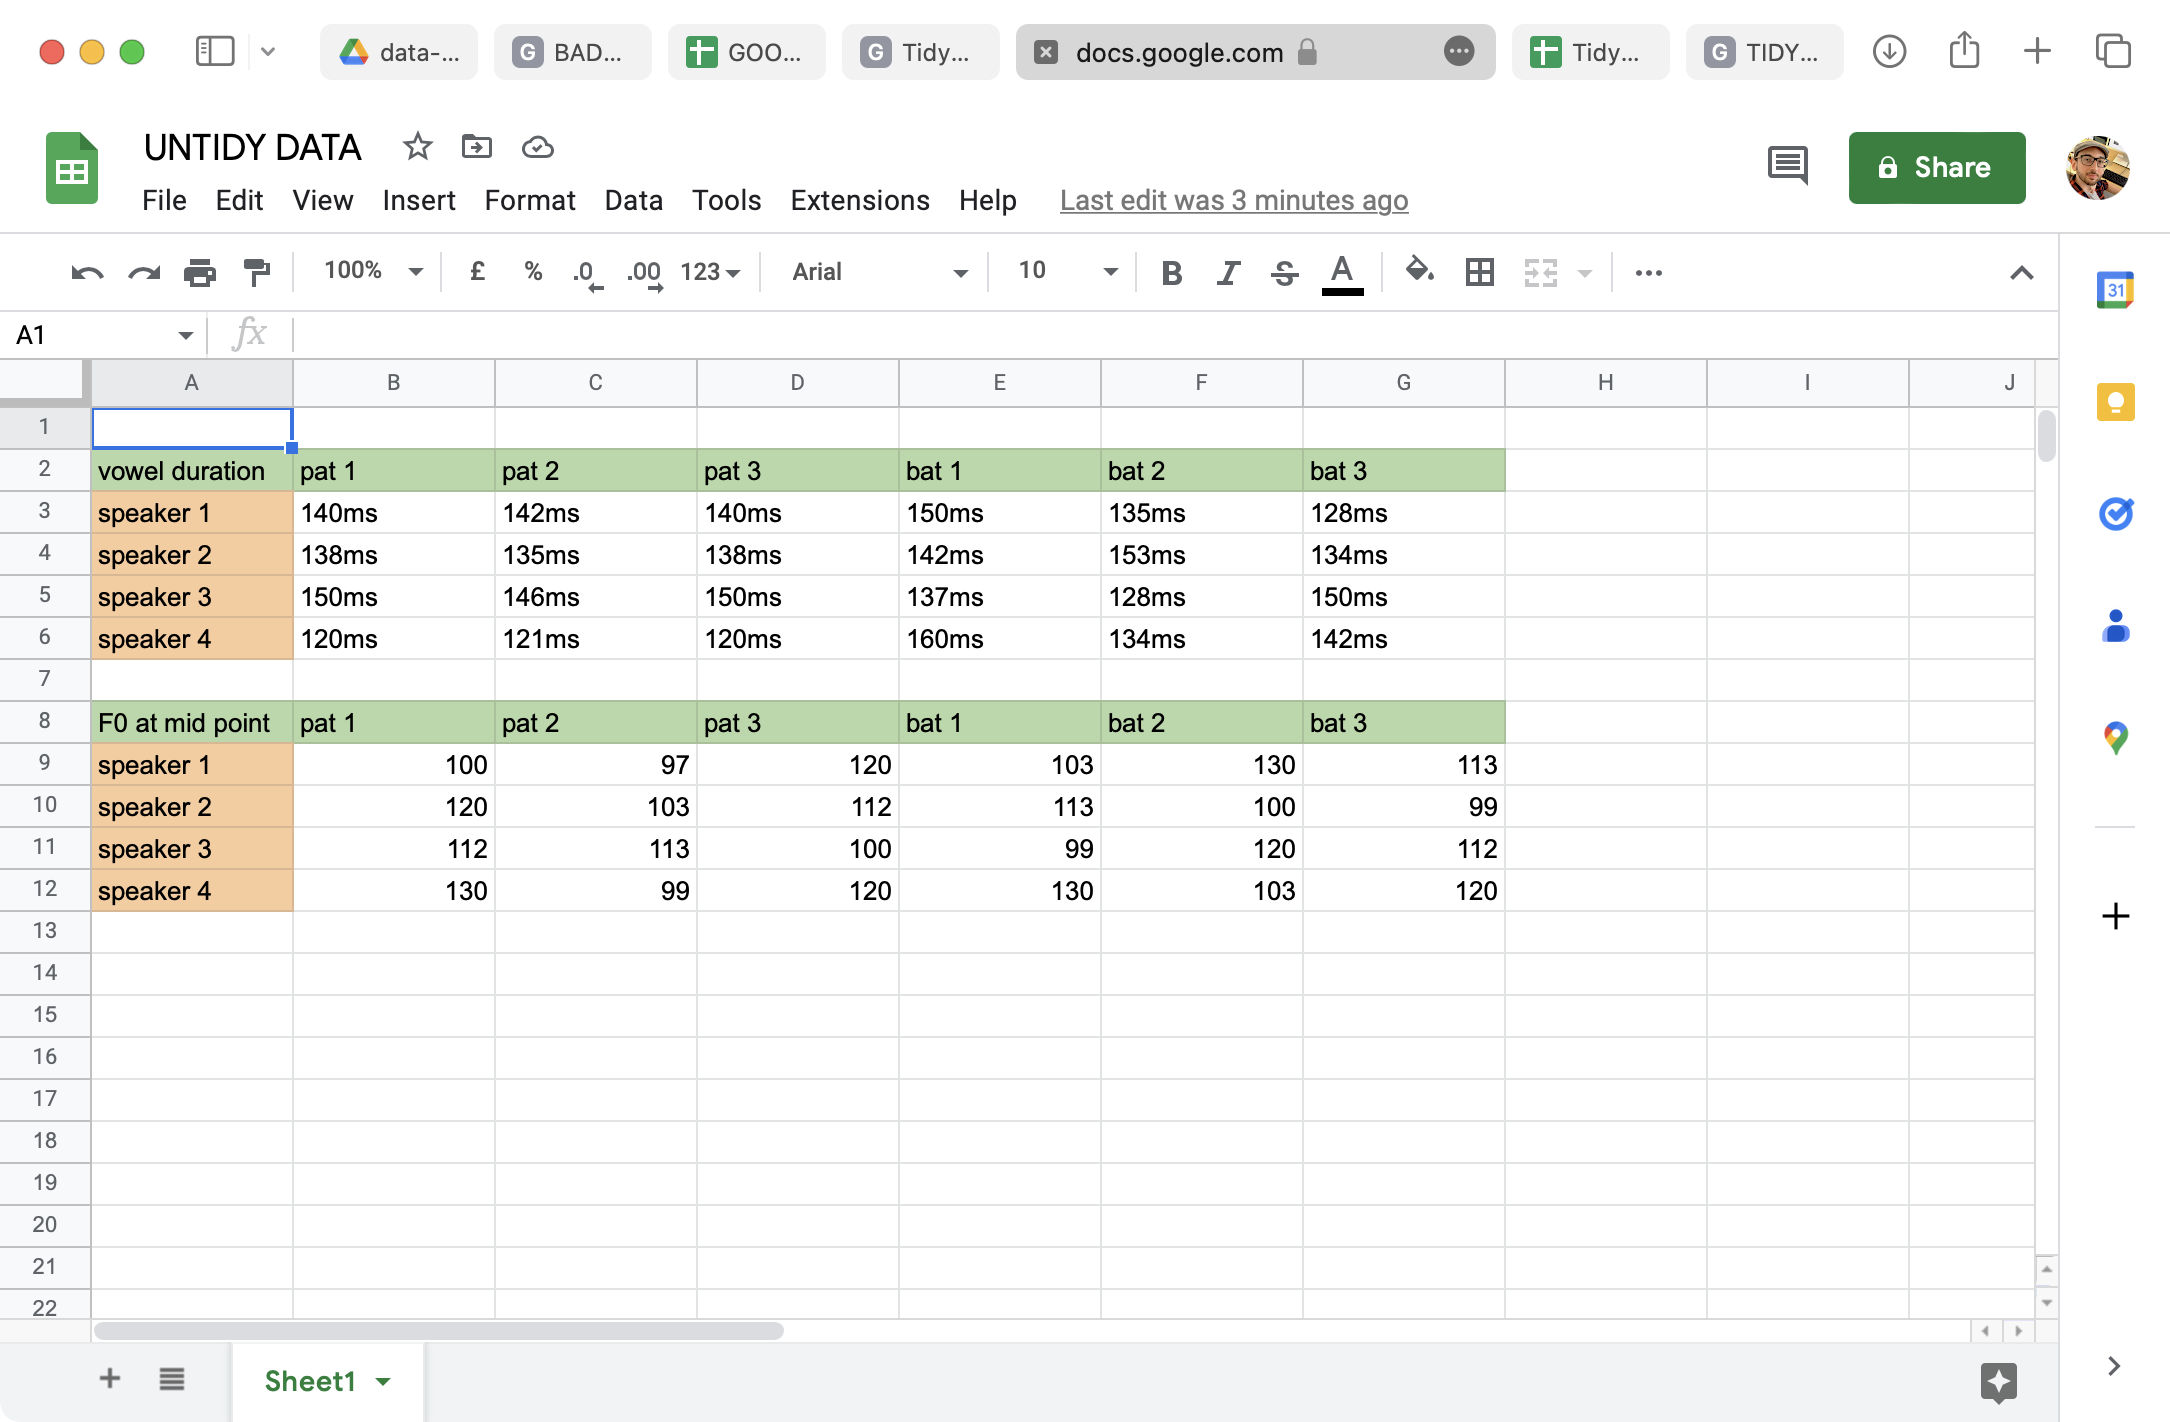 data-...
BAD...
GOO...
Tidy...
docs.google.com
Tidy...
TIDY...
UNTIDY DATA
Share
File Edit View Insert Format Data Tools Extensions Help Last edit was 3 minutes ago
100% £ % .0 .00 123 Arial 10 B I S A
31
A1 fx
A B C D E F G H I J
1
2 vowel duration pat 1 pat 2 pat 3 bat 1 bat 2 bat 3
3 speaker 1 140ms 142ms 140ms 150ms 135ms 128ms
4 speaker 2 138ms 135ms 138ms 142ms 153ms 134ms
5 speaker 3 150ms 146ms 150ms 137ms 128ms 150ms
6 speaker 4 120ms 121ms 120ms 160ms 134ms 142ms
7
8 F0 at mid point pat 1 pat 2 pat 3 bat 1 bat 2 bat 3
9 speaker 1 100 97 120 103 130 113
10 speaker 2 120 103 112 113 100 99
11 speaker 3 112 113 100 99 120 112
12 speaker 4 130 99 120 130 103 120
13
14
15
16
17
18
19
20
21
22
Sheet1